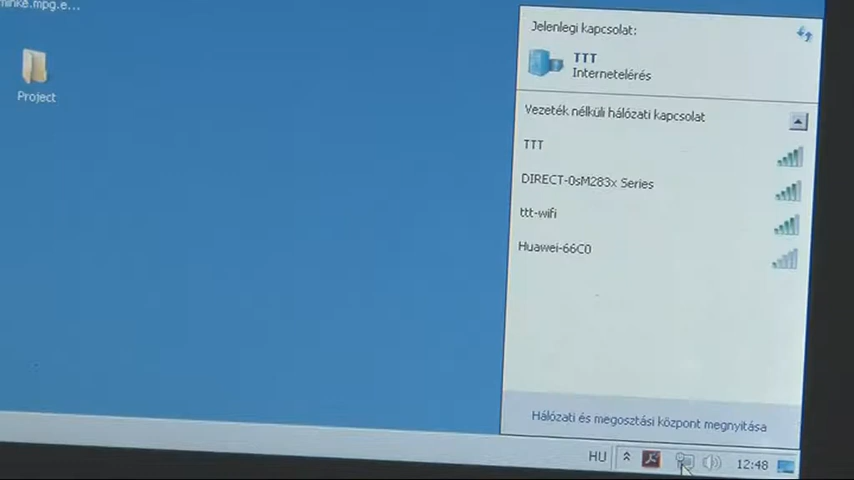 Project
Jelenlegi kapcsolat:
TTT
Internetelérés
Vezeték nélküli hálózati kapcsolat
TTT
DIRECT-0sM283x Series
ttt-wifi
Huawei-66C0
Hálózati és megosztási központ megnyitása
HU
12:48